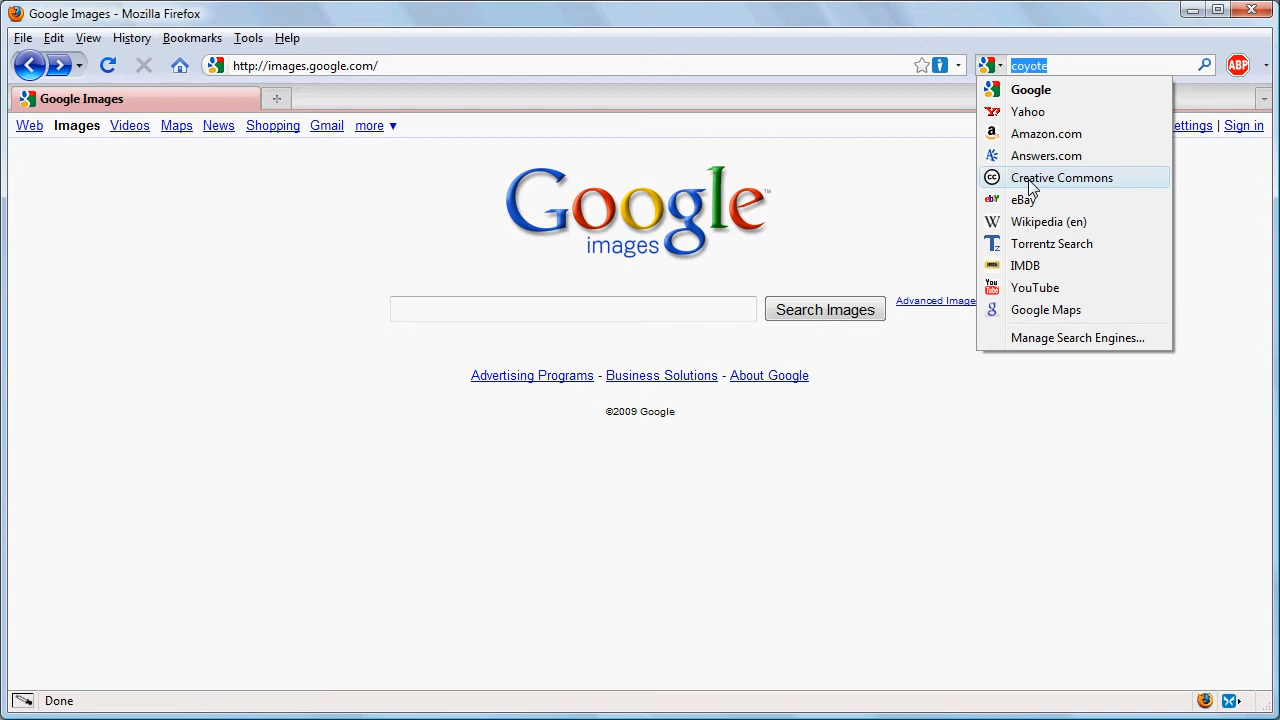 Google Images - Mozilla Firefox
File Edit View History Bookmarks Tools Help
http://images.google.com/
coyote
ABP
Google Images
Web Images Videos Maps News Shopping Gmail more ▼
ettings | Sign in
Google™
images
Search Images
Advanced Image
Advertising Programs - Business Solutions - About Google
©2009 Google
Google
Yahoo
Amazon.com
Answers.com
Creative Commons
eBay
Wikipedia (en)
Torrentz Search
IMDB
YouTube
Google Maps
Manage Search Engines...
Done